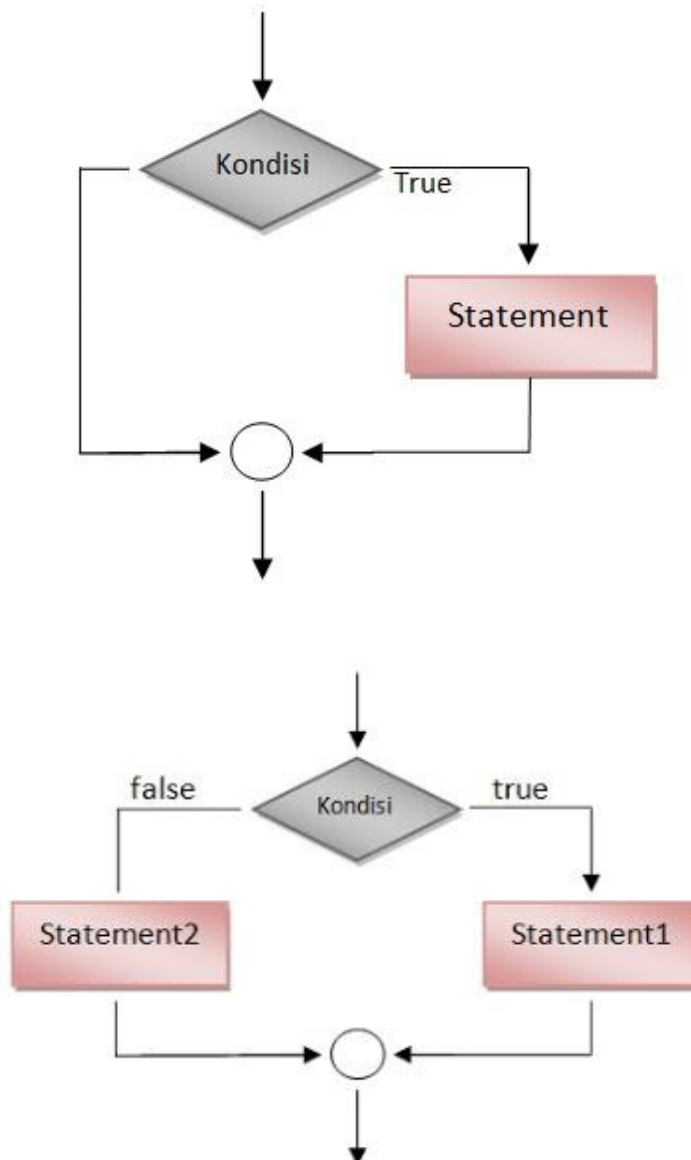 Kondisi
True
Statement
false
Kondisi
true
Statement2
Statement1